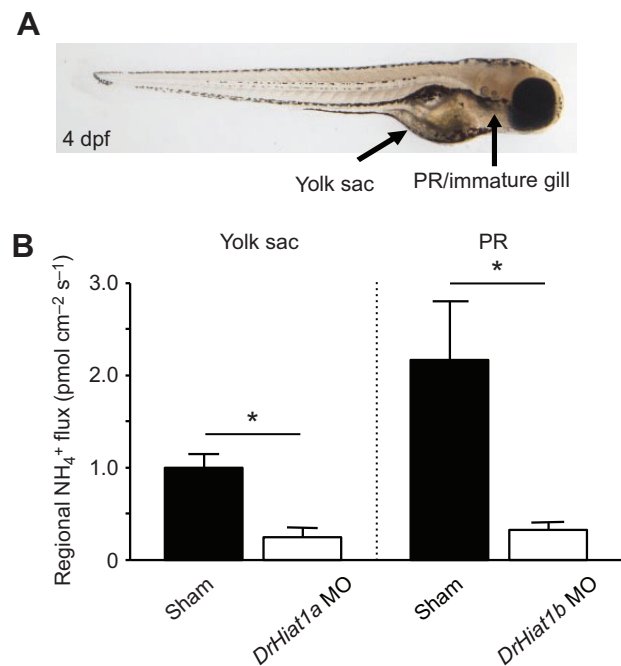 A
4 dpf
Yolk sac
PR/immature gill
B
Yolk sac
PR
Regional NH₄⁺ flux (pmol cm⁻² s⁻¹)
3.0
2.0
1.0
0
*
*
Sham
DrHiat1a MO
Sham
DrHiat1b MO